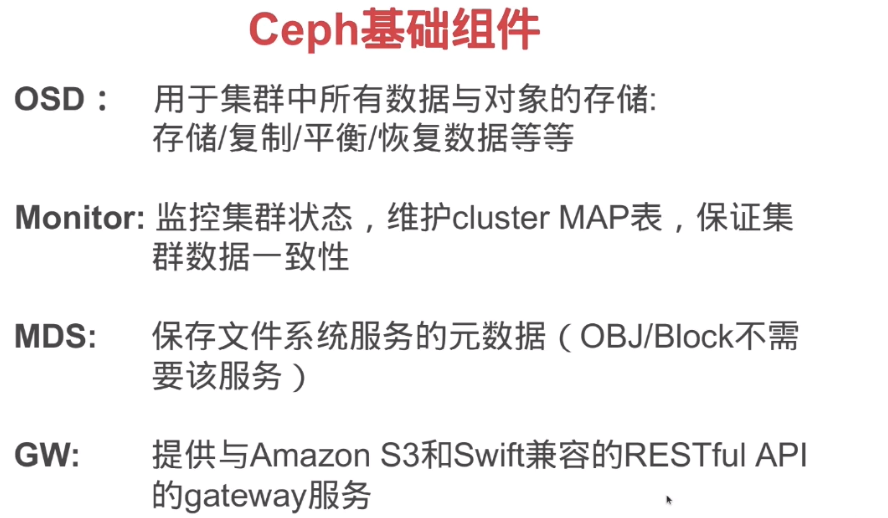 Ceph基础组件
OSD： 用于集群中所有数据与对象的存储:
存储/复制/平衡/恢复数据等等
Monitor: 监控集群状态，维护cluster MAP表，保证集
群数据一致性
MDS: 保存文件系统服务的元数据（OBJ/Block不需
要该服务）
GW: 提供与Amazon S3和Swift兼容的RESTful API
的gateway服务